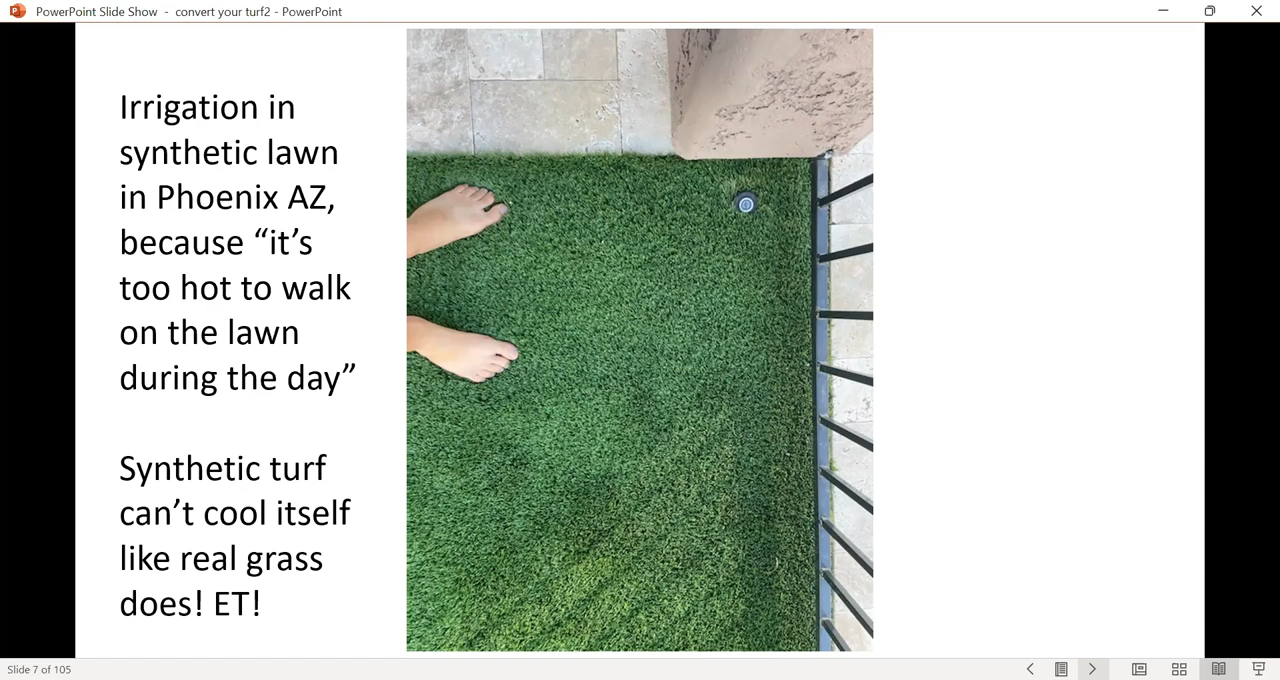 PowerPoint Slide Show - convert your turf2 - PowerPoint
Irrigation in
synthetic lawn
in Phoenix AZ,
because “it’s
too hot to walk
on the lawn
during the day”
Synthetic turf
can’t cool itself
like real grass
does! ET!
Slide 7 of 105